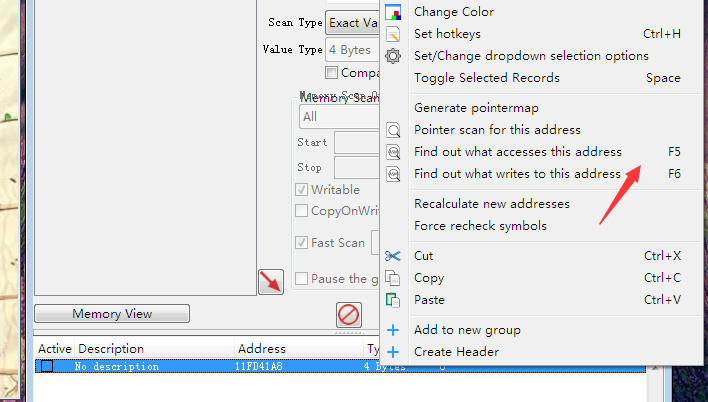 Scan Type Exact Va
Value Type 4 Bytes
Compa
Memory Scan
All
Start
Stop
Writable
CopyOnWri
Fast Scan
Pause the g
Memory View
Change Color
Set hotkeys Ctrl+H
Set/Change dropdown selection options
Toggle Selected Records Space
Generate pointermap
Pointer scan for this address
Find out what accesses this address F5
Find out what writes to this address F6
Recalculate new addresses
Force recheck symbols
Cut Ctrl+X
Copy Ctrl+C
Paste Ctrl+V
Add to new group
Create Header
Active Description Address Ty
No description 11FD41A8 4 Bytes